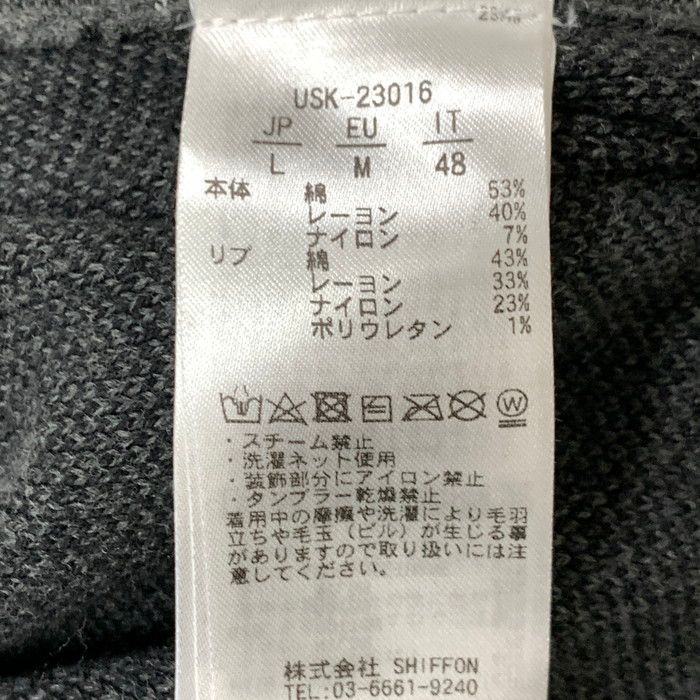 USK-23016
JP EU IT
L M 48
本体 綿 53%
レーヨン 40%
ナイロン 7%
リブ 綿 43%
レーヨン 33%
ナイロン 23%
ポリウレタン 1%
W
・スチーム禁止
・洗濯ネット使用
・装飾部分にアイロン禁止
・タンブラー乾燥禁止
着用中の摩擦や洗濯により毛羽
立ちや毛玉(ピル)が生じる事
がありますので取り扱いには注
意してください。
株式会社 SHIFFON
TEL:03-6661-9240